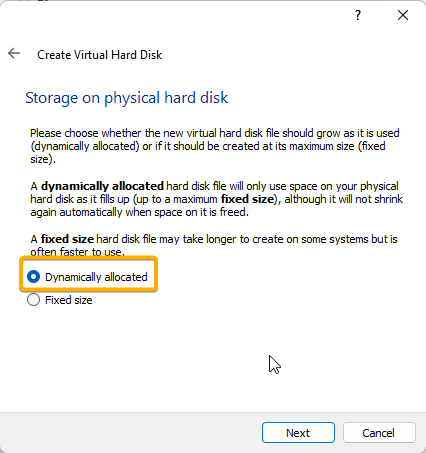 ?
Create Virtual Hard Disk
Storage on physical hard disk
Please choose whether the new virtual hard disk file should grow as it is used
(dynamically allocated) or if it should be created at its maximum size (fixed
size).
A dynamically allocated hard disk file will only use space on your physical
hard disk as it fills up (up to a maximum fixed size), although it will not shrink
again automatically when space on it is freed.
A fixed size hard disk file may take longer to create on some systems but is
often faster to use.
Dynamically allocated
Fixed size
Next Cancel